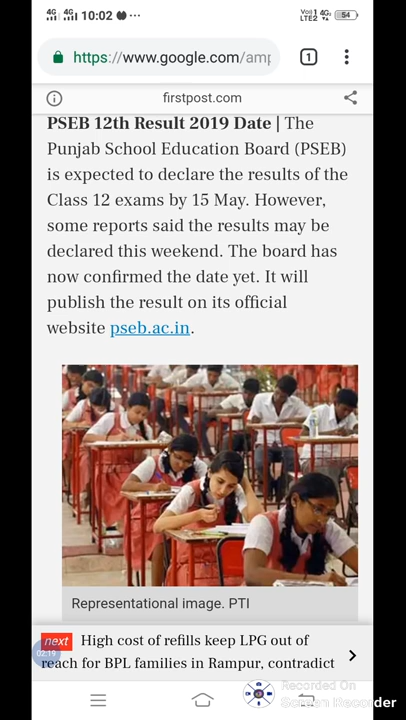 4G 4G 10:02 ...
Vo)) 1 4G LTE2 54
https://www.google.com/amp
1
firstpost.com
PSEB 12th Result 2019 Date | The
Punjab School Education Board (PSEB)
is expected to declare the results of the
Class 12 exams by 15 May. However,
some reports said the results may be
declared this weekend. The board has
now confirmed the date yet. It will
publish the result on its official
website pseb.ac.in.
Representational image. PTI
next High cost of refills keep LPG out of
reach for BPL families in Rampur, contradict
02:19
Recorded On
Screen Recorder